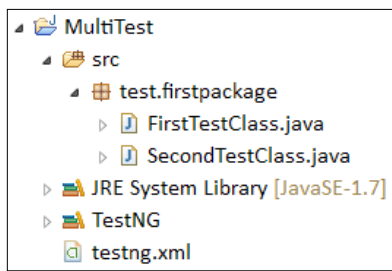 MultiTest
src
test.firstpackage
FirstTestClass.java
SecondTestClass.java
JRE System Library [JavaSE-1.7]
TestNG
testng.xml